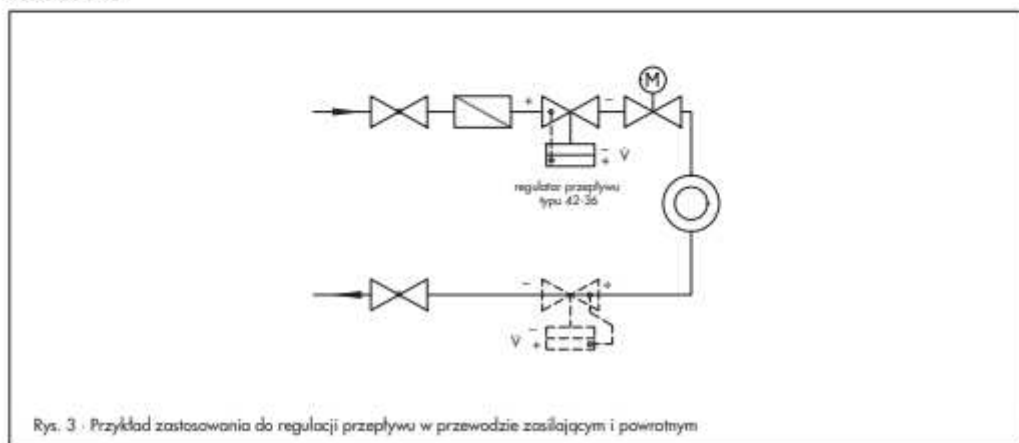 M
+ −
− V̇
+
regulator przepływu
typu 42-36
− +
V̇ −
+
Rys. 3 · Przykład zastosowania do regulacji przepływu w przewodzie zasilającym i powrotnym